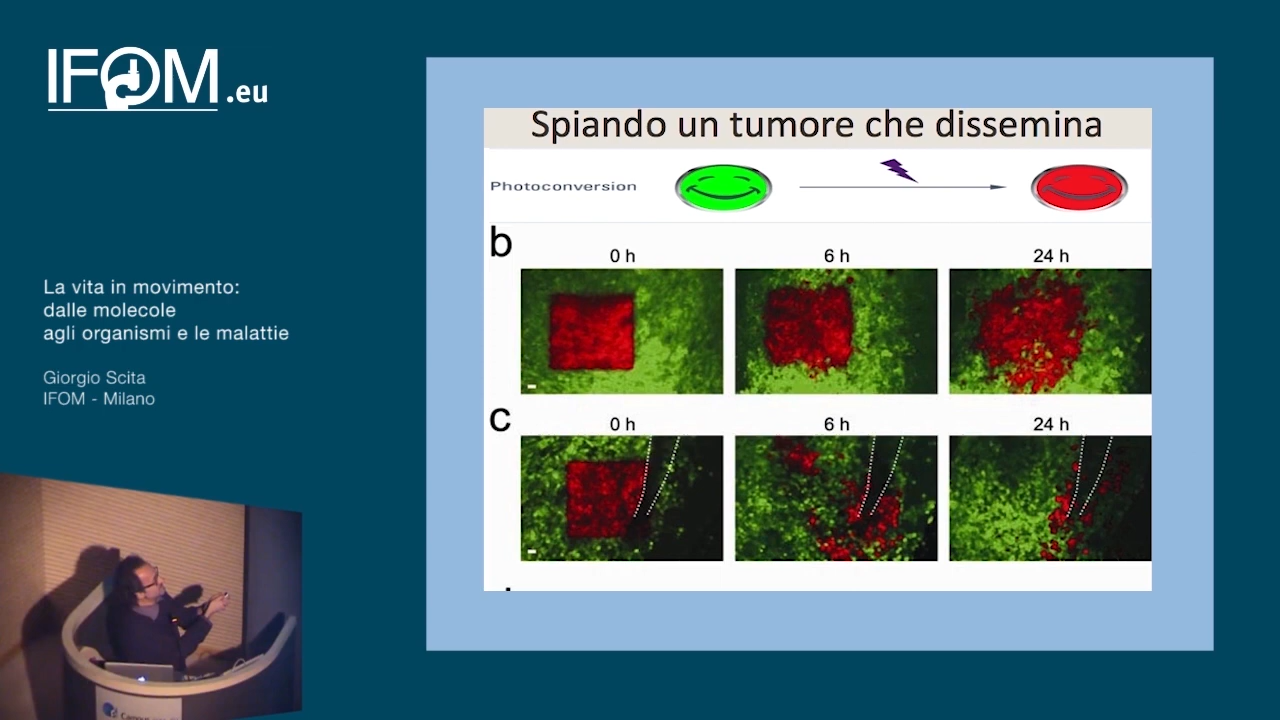 IFOM.eu
La vita in movimento:
dalle molecole
agli organismi e le malattie
Giorgio Scita
IFOM - Milano
Spiando un tumore che dissemina
Photoconversion
b
0 h 6 h 24 h
c
0 h 6 h 24 h